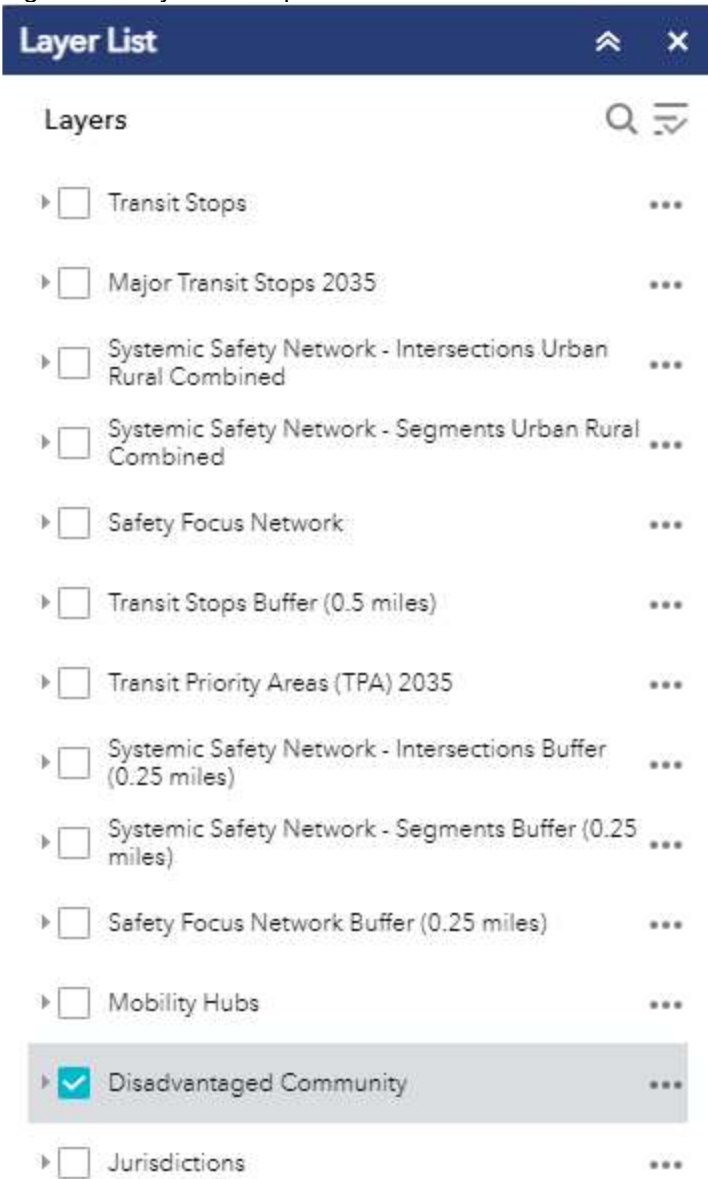 Layer List
Layers
Transit Stops
Major Transit Stops 2035
Systemic Safety Network - Intersections Urban
Rural Combined
Systemic Safety Network - Segments Urban Rural
Combined
Safety Focus Network
Transit Stops Buffer (0.5 miles)
Transit Priority Areas (TPA) 2035
Systemic Safety Network - Intersections Buffer
(0.25 miles)
Systemic Safety Network - Segments Buffer (0.25
miles)
Safety Focus Network Buffer (0.25 miles)
Mobility Hubs
Disadvantaged Community
Jurisdictions